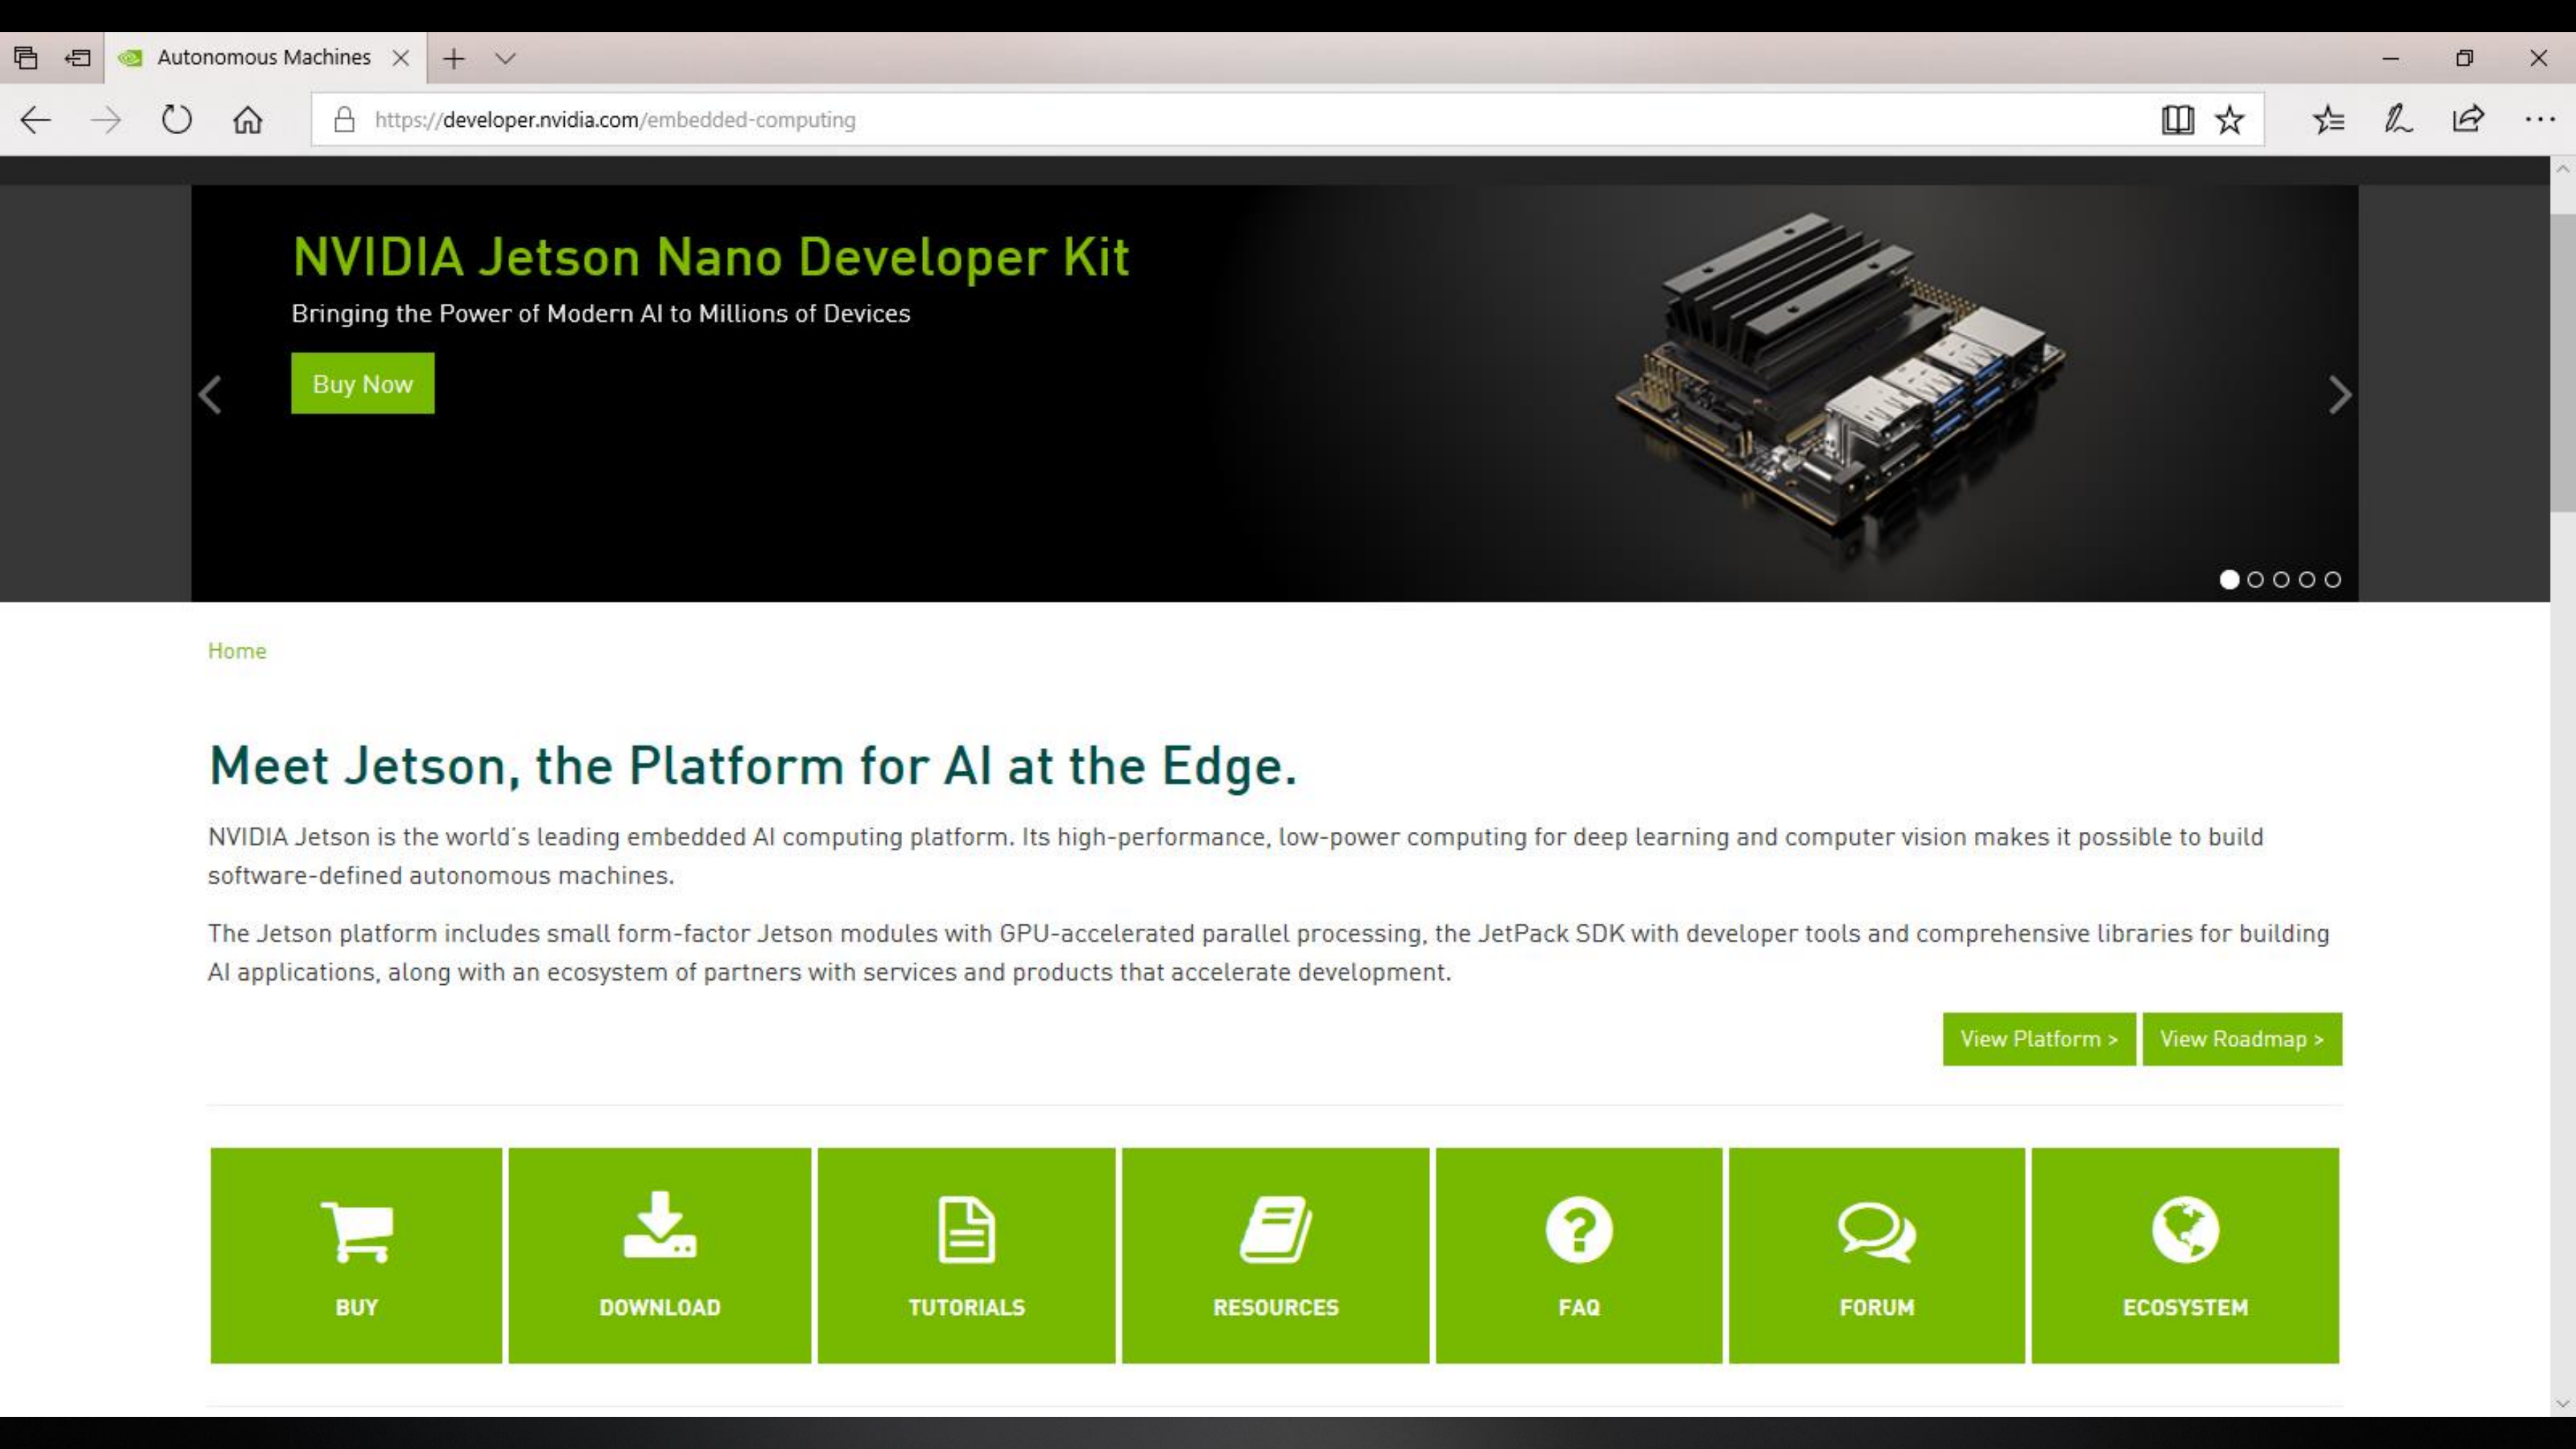 Autonomous Machines
https://developer.nvidia.com/embedded-computing
NVIDIA Jetson Nano Developer Kit
Bringing the Power of Modern AI to Millions of Devices
Buy Now
Home
Meet Jetson, the Platform for AI at the Edge.
NVIDIA Jetson is the world's leading embedded AI computing platform. Its high-performance, low-power computing for deep learning and computer vision makes it possible to build
software-defined autonomous machines.
The Jetson platform includes small form-factor Jetson modules with GPU-accelerated parallel processing, the JetPack SDK with developer tools and comprehensive libraries for building
AI applications, along with an ecosystem of partners with services and products that accelerate development.
View Platform > View Roadmap >
BUY DOWNLOAD TUTORIALS RESOURCES FAQ FORUM ECOSYSTEM